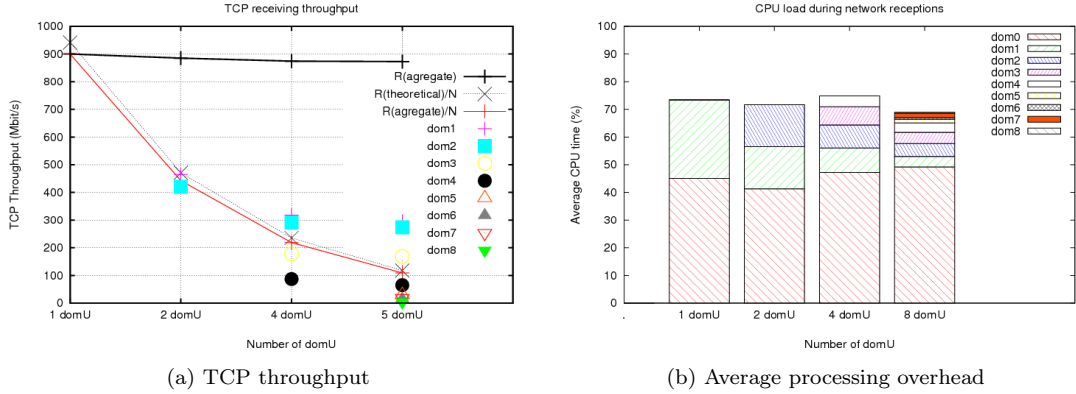 TCP receiving throughput
1000
900
800
700
600
500
400
300
200
100
0
TCP Throughput (Mbit/s)
R(agregate)
R(theoretical)/N
R(agregate)/N
dom1
dom2
dom3
dom4
dom5
dom6
dom7
dom8
1 domU
2 domU
4 domU
5 domU
Number of domU
(a) TCP throughput
CPU load during network receptions
100
90
80
70
60
50
40
30
20
10
0
Average CPU time (%)
dom0
dom1
dom2
dom3
dom4
dom5
dom6
dom7
dom8
.
1 domU
2 domU
4 domU
8 domU
Number of domU
(b) Average processing overhead